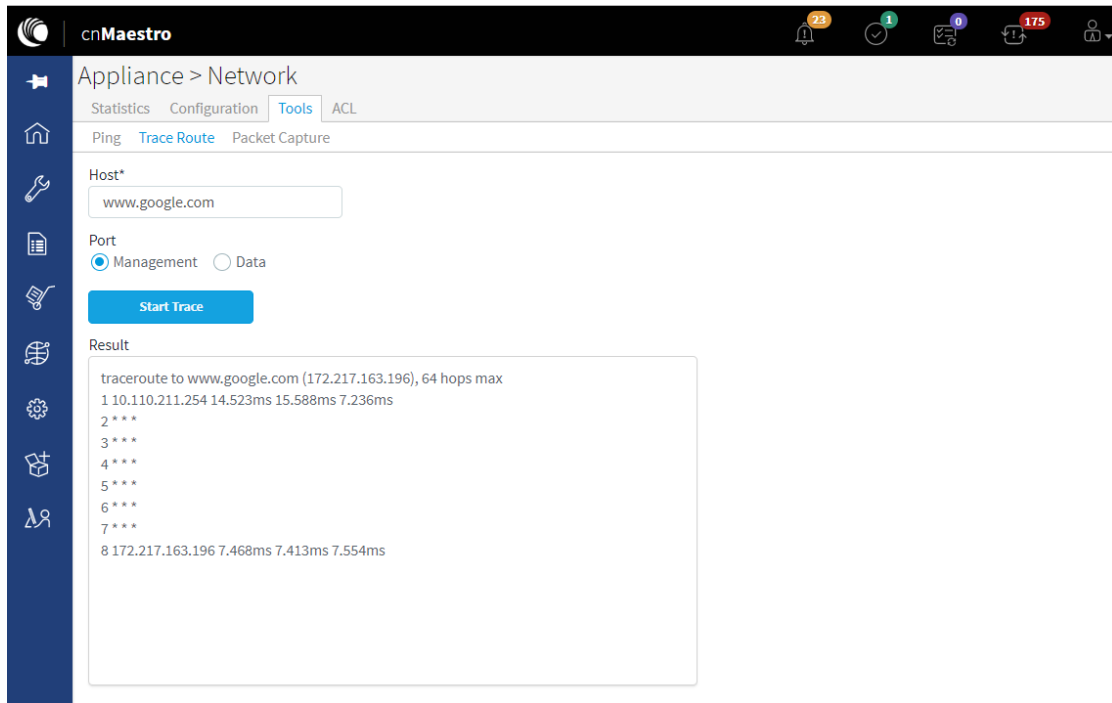 cnMaestro
23
1
0
175
Appliance > Network
Statistics Configuration Tools ACL
Ping Trace Route Packet Capture
Host*
www.google.com
Port
Management Data
Start Trace
Result
traceroute to www.google.com (172.217.163.196), 64 hops max
1 10.110.211.254 14.523ms 15.588ms 7.236ms
2 * * *
3 * * *
4 * * *
5 * * *
6 * * *
7 * * *
8 172.217.163.196 7.468ms 7.413ms 7.554ms